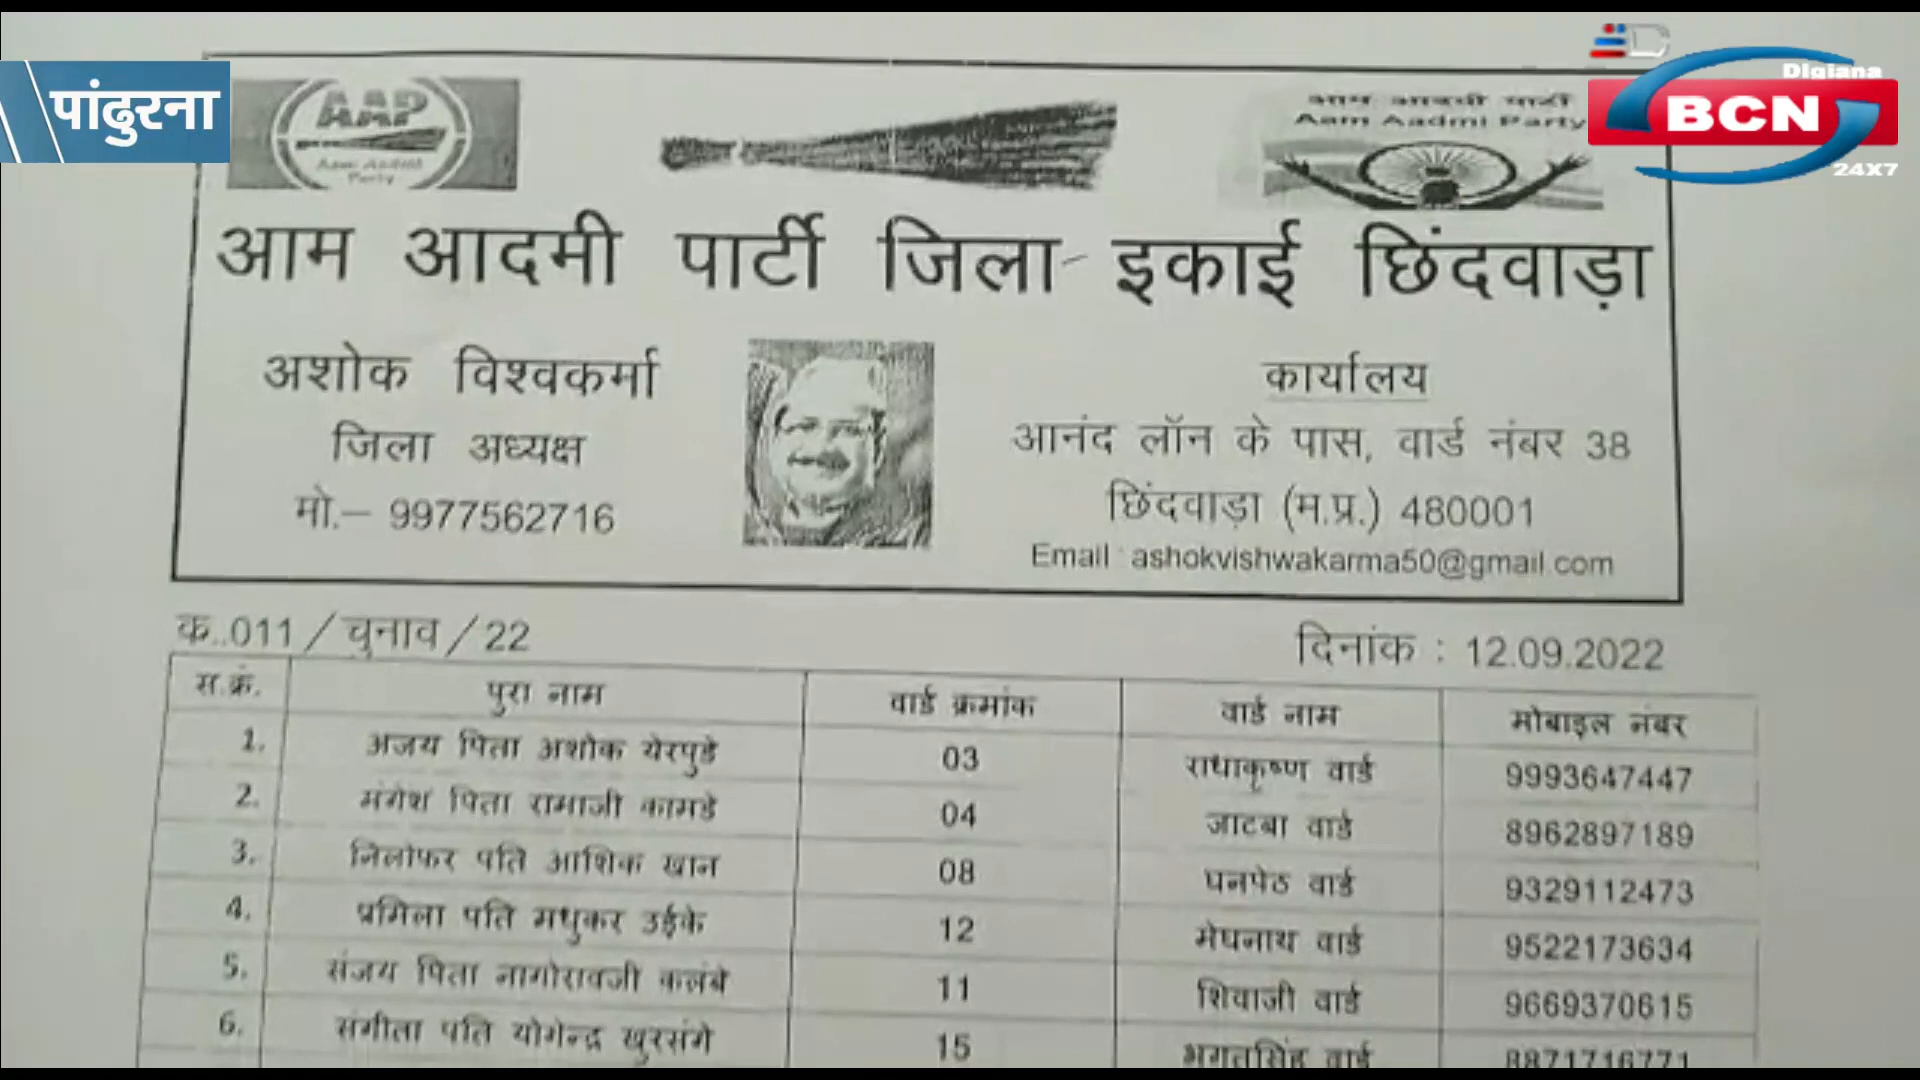 पांढुरना
Digiana
BCN
24X7
AAP
Aam Aadmi
Party
आम आदमी पार्टी
Aam Aadmi Party
आम आदमी पार्टी जिला इकाई छिंदवाड़ा
अशोक विश्वकर्मा
जिला अध्यक्ष
मो.– 9977562716
कार्यालय
आनंद लॉन के पास, वार्ड नंबर 38
छिंदवाड़ा (म.प्र.) 480001
Email : ashokvishwakarma50@gmail.com
क..011 / चुनाव / 22 दिनांक : 12.09.2022
स.क्रं. पुरा नाम वार्ड क्रमांक वार्ड नाम मोबाइल नंबर
1. अजय पिता अशोक येरपुडे 03 राधाकृष्ण वार्ड 9993647447
2. मंगेश पिता रामाजी कामडे 04 जाटबा वार्ड 8962897189
3. निलोफर पति आशिक खान 08 घनपेठ वार्ड 9329112473
4. प्रमिला पति मधुकर उईके 12 मेघनाथ वार्ड 9522173634
5. संजय पिता नागोरावजी कलंबे 11 शिवाजी वार्ड 9669370615
6. संगीता पति योगेन्द्र खुरसंगे 15 भगतसिंह वार्ड 8871716771